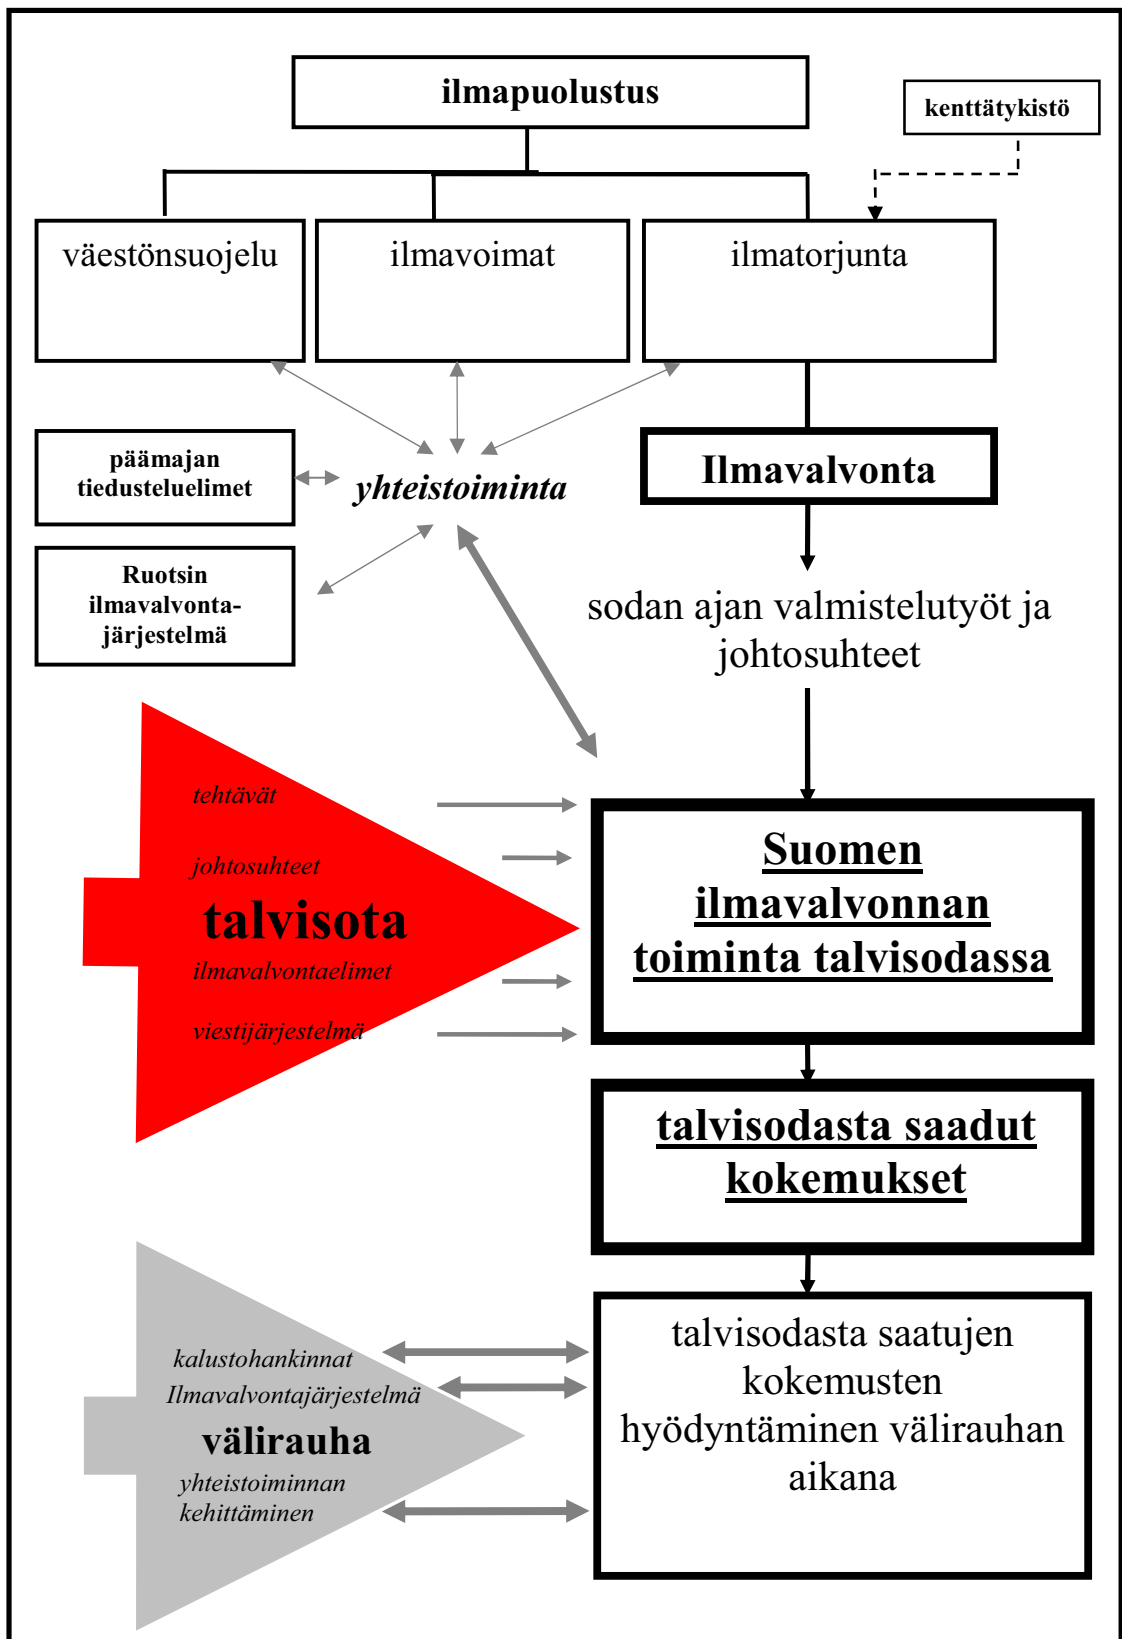 ilmapuolustus
kenttätykistö
väestönsuojelu
ilmavoimat
ilmatorjunta
päämajan
tiedusteluelimet
yhteistoiminta
Ilmavalvonta
Ruotsin
ilmavalvonta-
järjestelmä
sodan ajan valmistelutyöt ja
johtosuhteet
tehtävät
johtosuhteet
talvisota
ilmavalvontaelimet
viestijärjestelmä
Suomen
ilmavalvonnan
toiminta talvisodassa
talvisodasta saadut
kokemukset
kalustohankinnat
Ilmavalvontajärjestelmä
välirauha
yhteistoiminnan
kehittäminen
talvisodasta saatujen
kokemusten
hyödyntäminen välirauhan
aikana